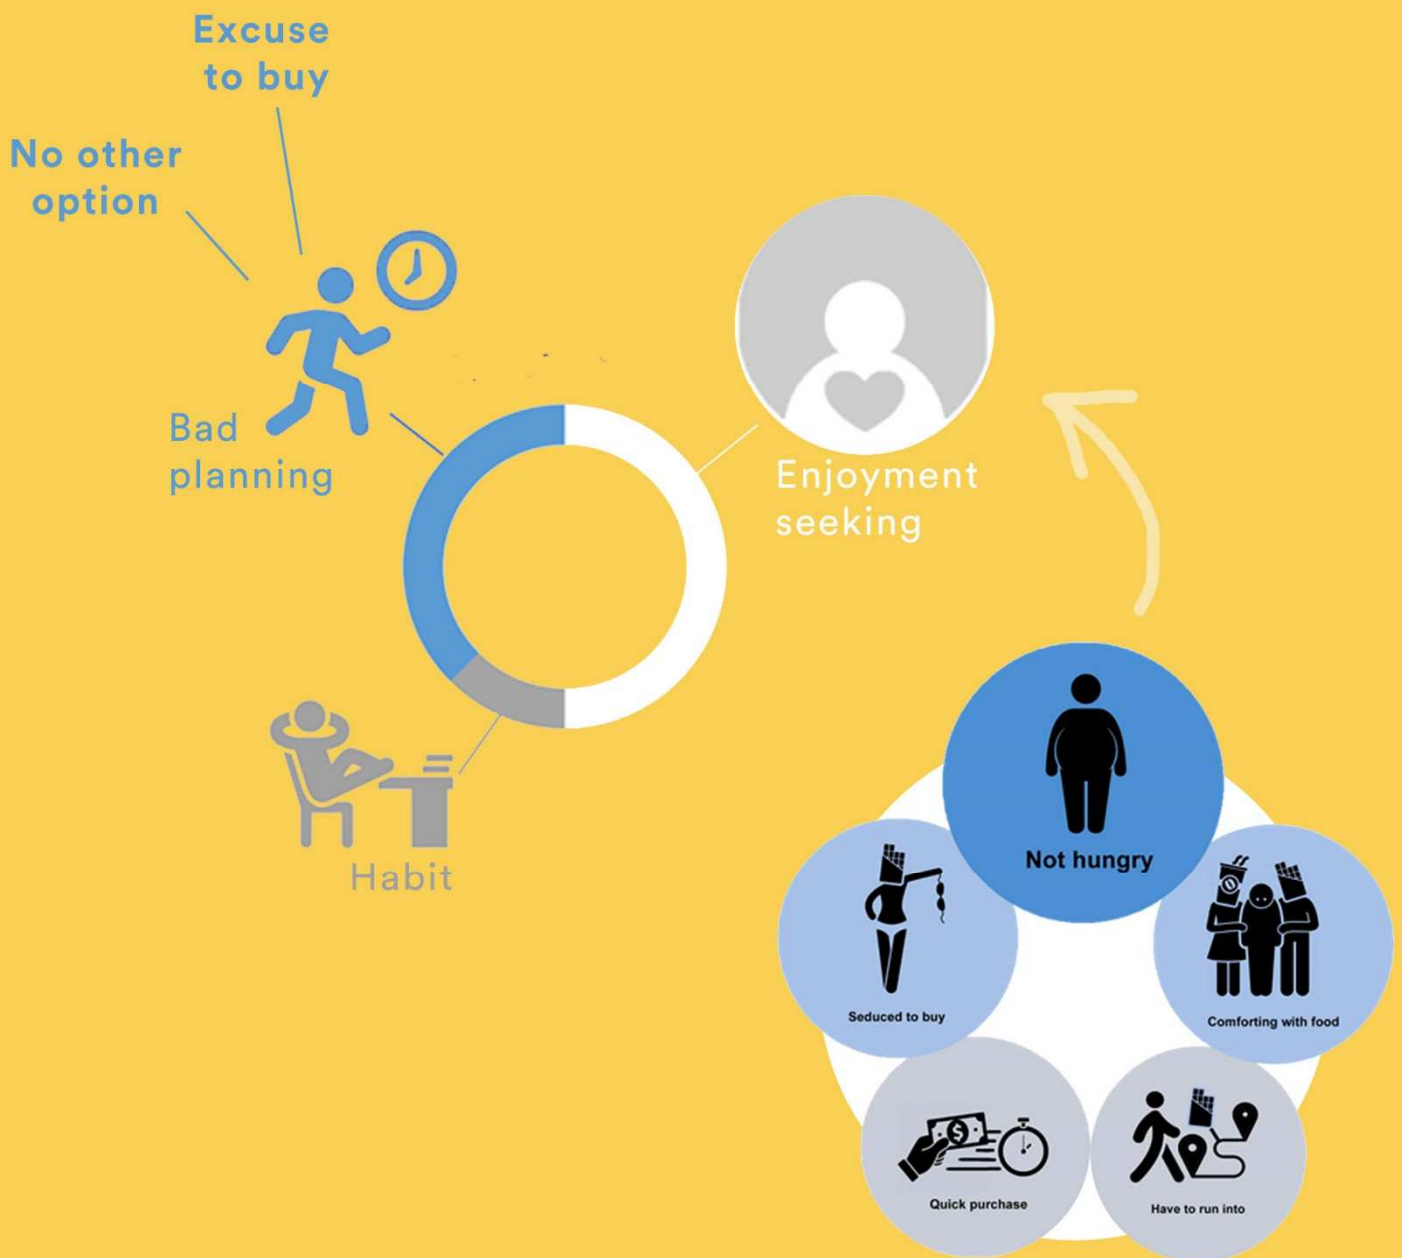 Excuse
to buy
No other
option
Bad
planning
Enjoyment
seeking
Habit
Not hungry
Seduced to buy
Comforting with food
Quick purchase
Have to run into